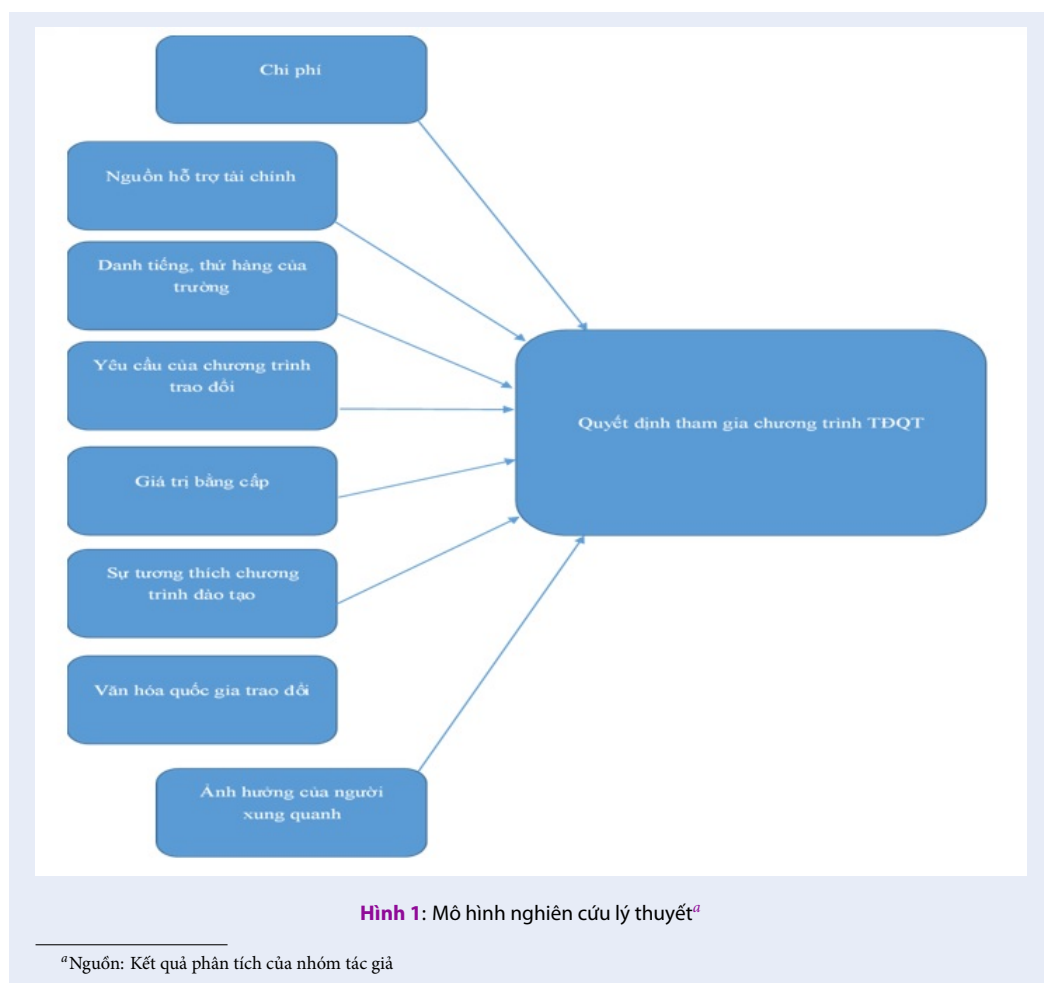 Chi phí
Nguồn hỗ trợ tài chính
Danh tiếng, thứ hàng của
trường
Yêu cầu của chương trình
trao đổi
Giá trị bằng cấp
Sự tương thích chương
trình đào tạo
Văn hóa quốc gia trao đổi
Ảnh hưởng của người
xung quanh
Quyết định tham gia chương trình TĐQT
Hình 1: Mô hình nghiên cứu lý thuyết^a
^aNguồn: Kết quả phân tích của nhóm tác giả